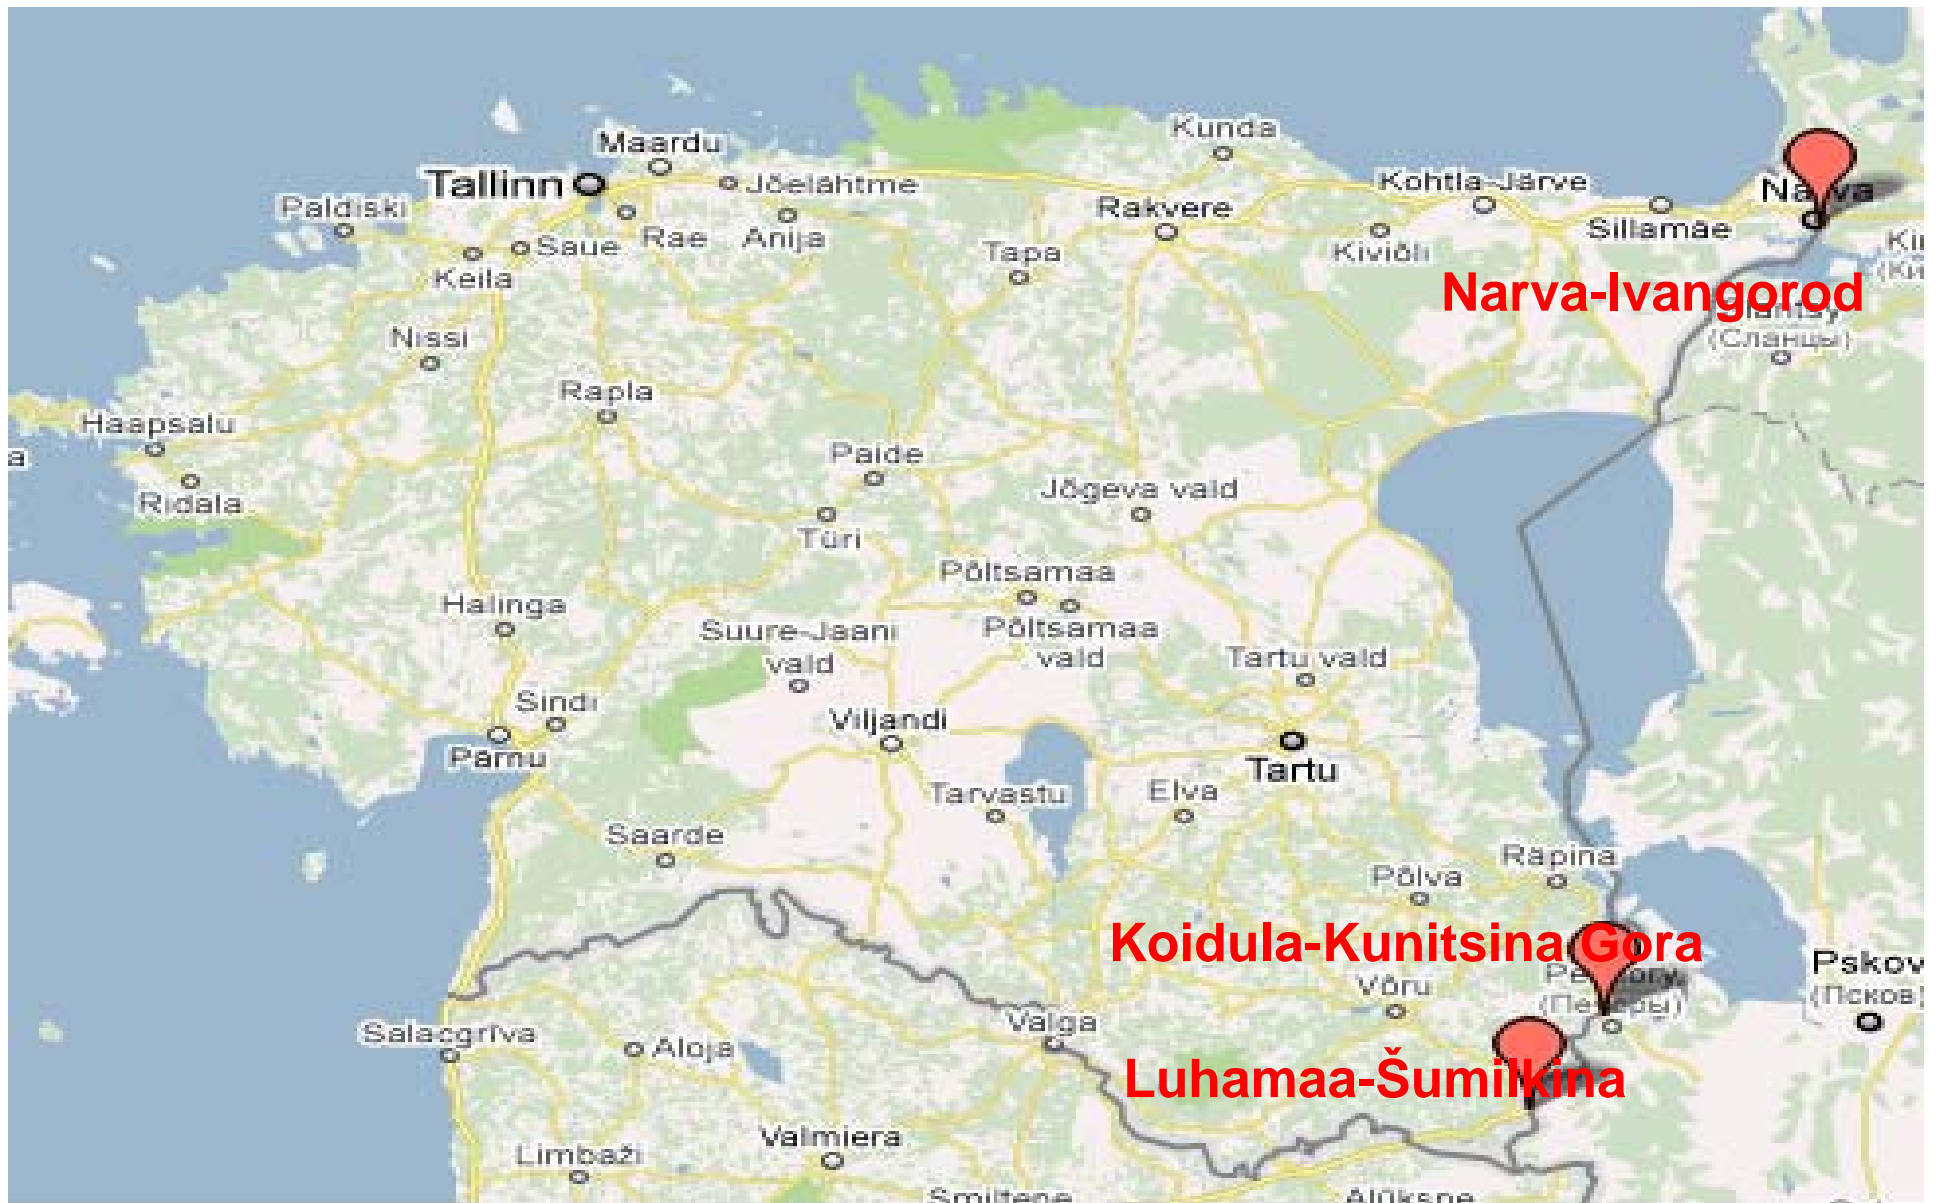 Kunda
Maardu
Tallinn
Jõelähtme
Kohtla-Järve
Narva
Paldiski
Rakvere
Saue
Rae
Anija
Sillamäe
Tapa
Kiviõli
Keila
(Ки
Narva-Ivangorod
Nissi
(Сланцы)
Rapla
Haapsalu
Paide
a
Ridala
Jõgeva vald
Türi
Põltsamaa
Halinga
Suure-Jaani
vald
Põltsamaa
vald
Tartu vald
Sindi
Viljandi
Pärnu
Tartu
Tarvastu
Elva
Saarde
Räpina
Põlva
Koidula-Kunitsina Gora
Pskov
(Псков)
Võru
Valga
Salacgrīva
Aloja
Luhamaa-Šumilkina
Valmiera
Limbaži
Smiltene
Alūksne